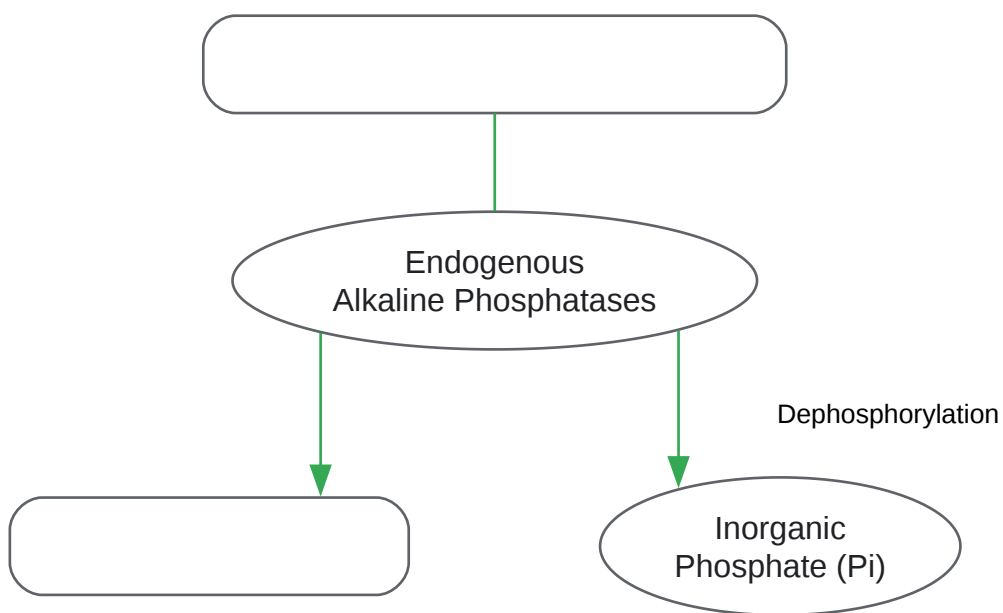 Endogenous
Alkaline Phosphatases
Dephosphorylation
Inorganic
Phosphate (Pi)